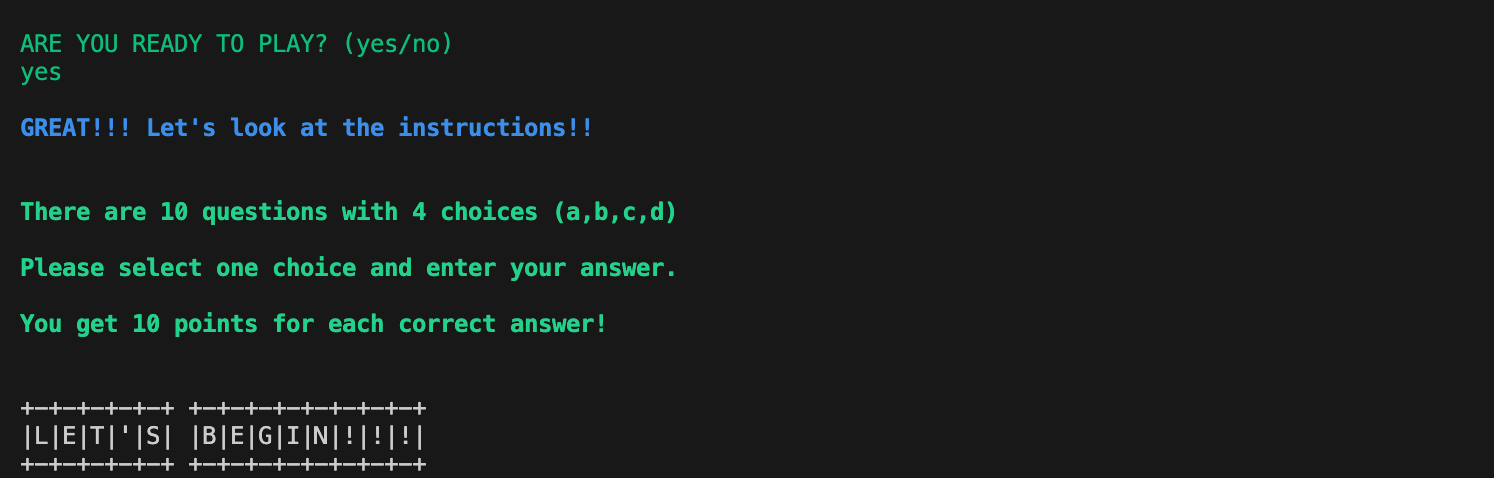 ARE YOU READY TO PLAY? (yes/no)
yes
GREAT!!! Let's look at the instructions!!
There are 10 questions with 4 choices (a,b,c,d)
Please select one choice and enter your answer.
You get 10 points for each correct answer!
+-+-+-+-+-+ +-+-+-+-+-+-+-+-+
|L|E|T|'|S| |B|E|G|I|N|!|!|!|
+-+-+-+-+-+ +-+-+-+-+-+-+-+-+